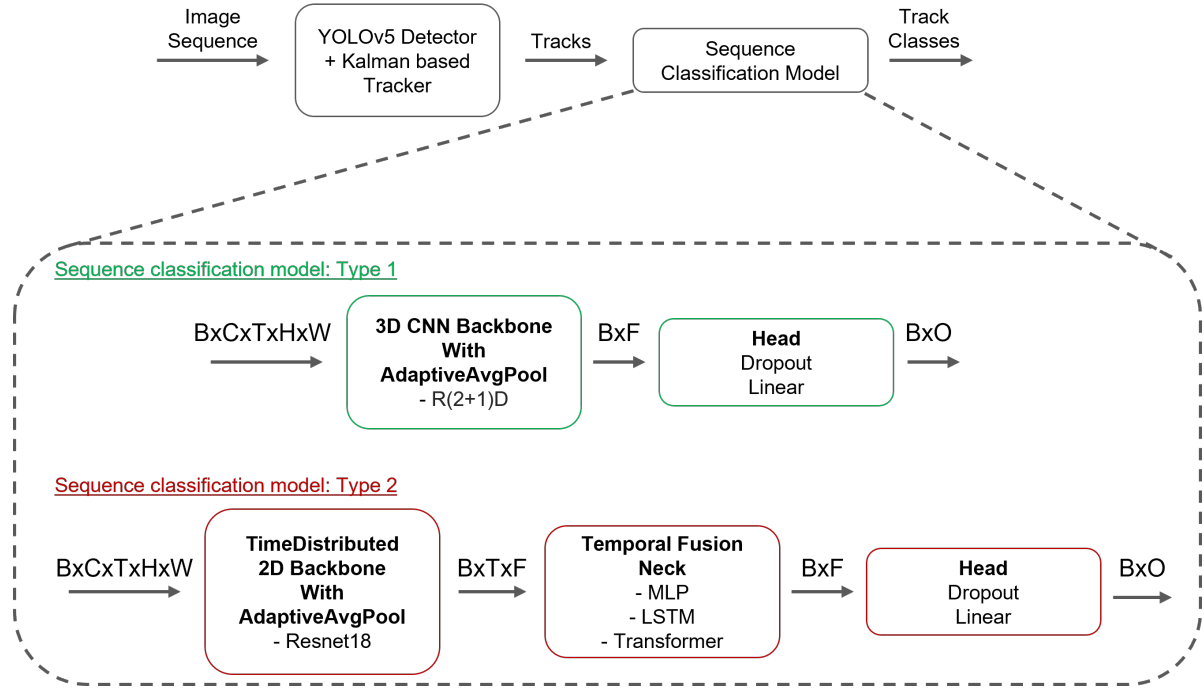 Image
Sequence
YOLOv5 Detector
+ Kalman based
Tracker
Tracks
Sequence
Classification Model
Track
Classes
Sequence classification model: Type 1
BxCxTxHxW
3D CNN Backbone
With
AdaptiveAvgPool
- R(2+1)D
BxF
Head
Dropout
Linear
BxO
Sequence classification model: Type 2
BxCxTxHxW
TimeDistributed
2D Backbone
With
AdaptiveAvgPool
- Resnet18
BxTxF
Temporal Fusion
Neck
- MLP
- LSTM
- Transformer
BxF
Head
Dropout
Linear
BxO